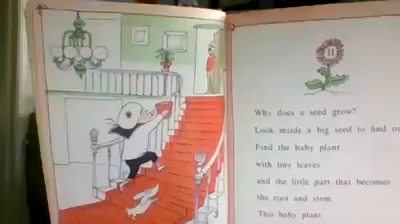 11
Why does a seed grow?
Look inside a big seed to find
Find the baby plant
with tiny leaves
and the little part that becomes
the root and stem
This baby plant